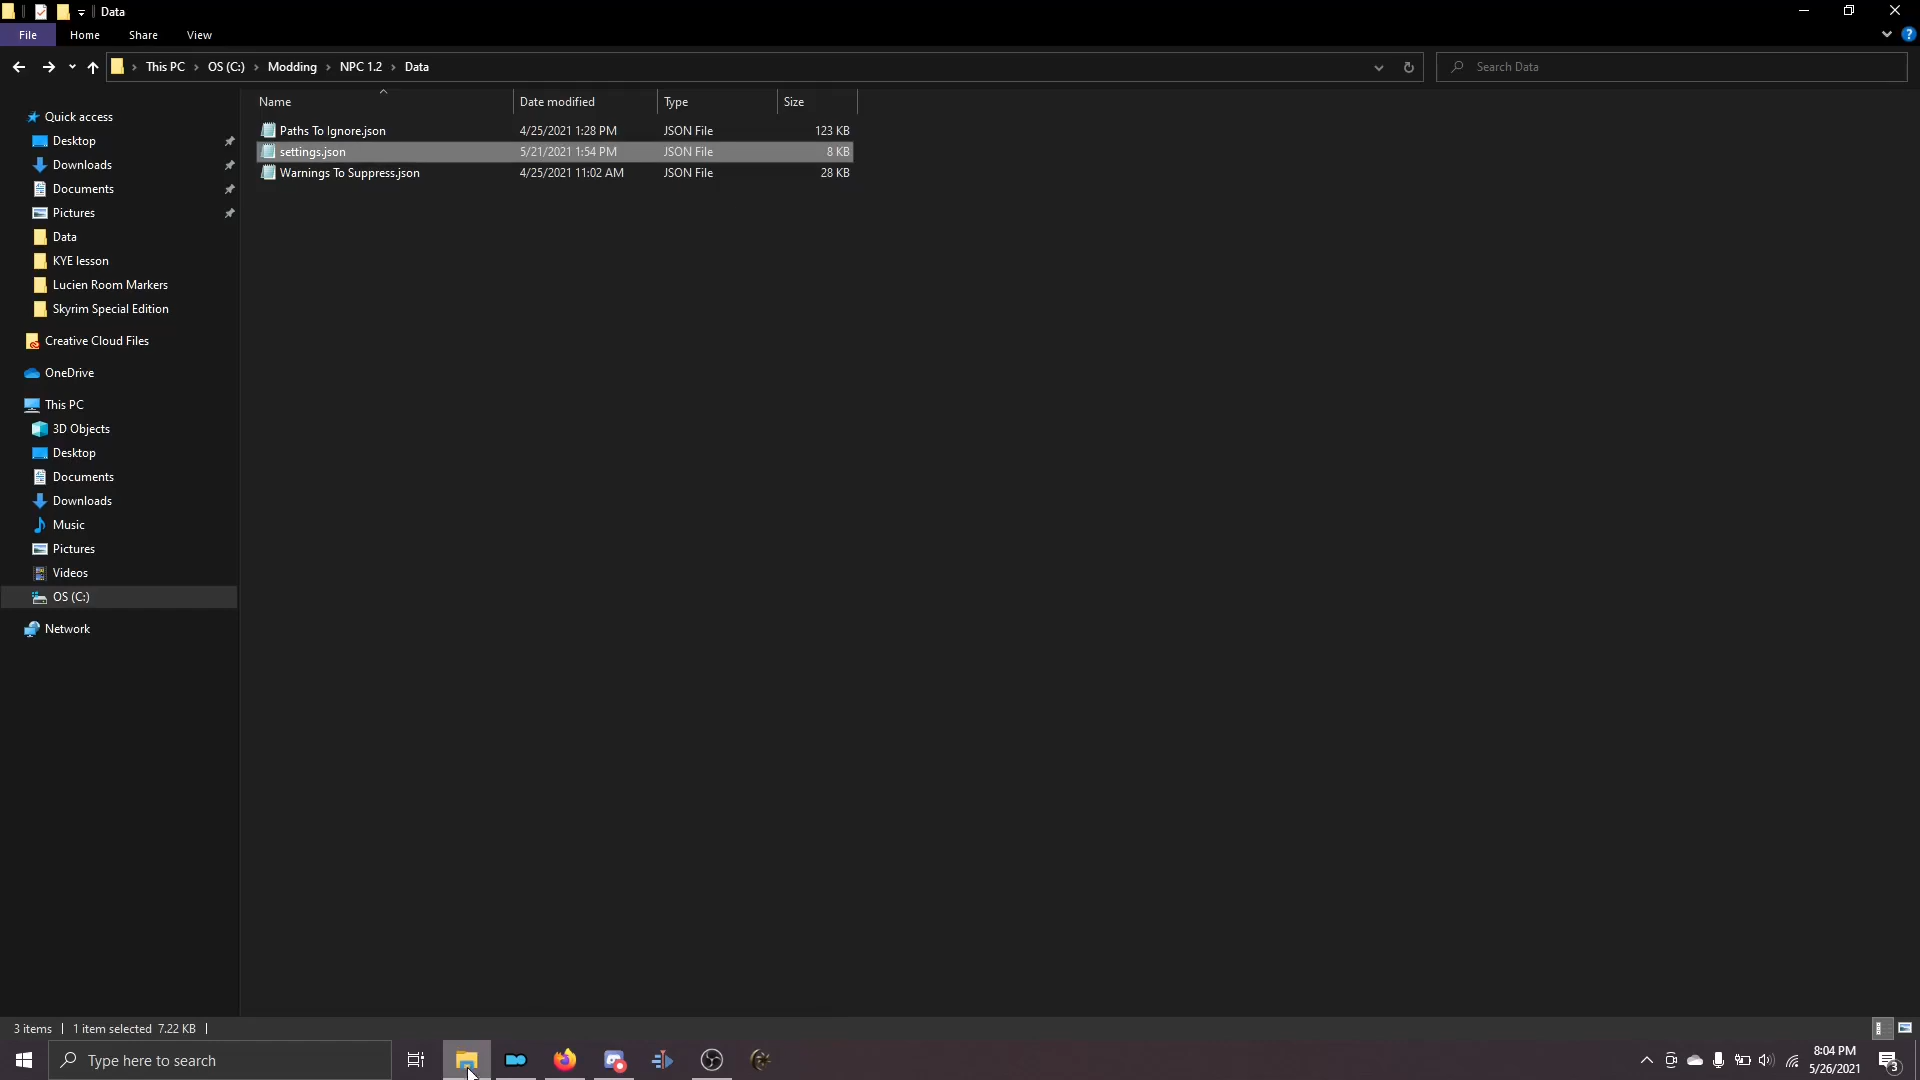 Data
File
Home
Share
View
This PC
OS (C:)
Modding
NPC 1.2
Data
Search Data
Name
Date modified
Type
Size
Paths To Ignore.json
4/25/2021 1:28 PM
JSON File
123 KB
settings.json
5/21/2021 1:54 PM
JSON File
8 KB
Warnings To Suppress.json
4/25/2021 11:02 AM
JSON File
28 KB
Quick access
Desktop
Downloads
Documents
Pictures
Data
KYE lesson
Lucien Room Markers
Skyrim Special Edition
Creative Cloud Files
OneDrive
This PC
3D Objects
Desktop
Documents
Downloads
Music
Pictures
Videos
OS (C:)
Network
3 items
1 item selected 7.22 KB
Type here to search
8:04 PM
5/26/2021
3